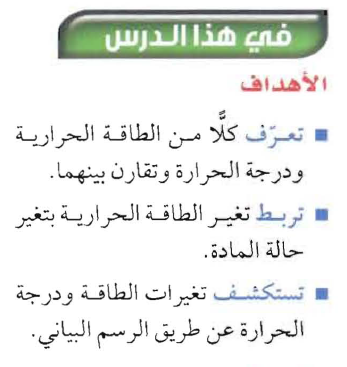 في هذا الدرس
الأهداف
■ تعرّف كلًّا من الطاقة الحرارية
ودرجة الحرارة وتقارن بينهما.
■ تربط تغير الطاقة الحرارية بتغير
حالة المادة.
■ تستكشف تغيرات الطاقة ودرجة
الحرارة عن طريق الرسم البياني.